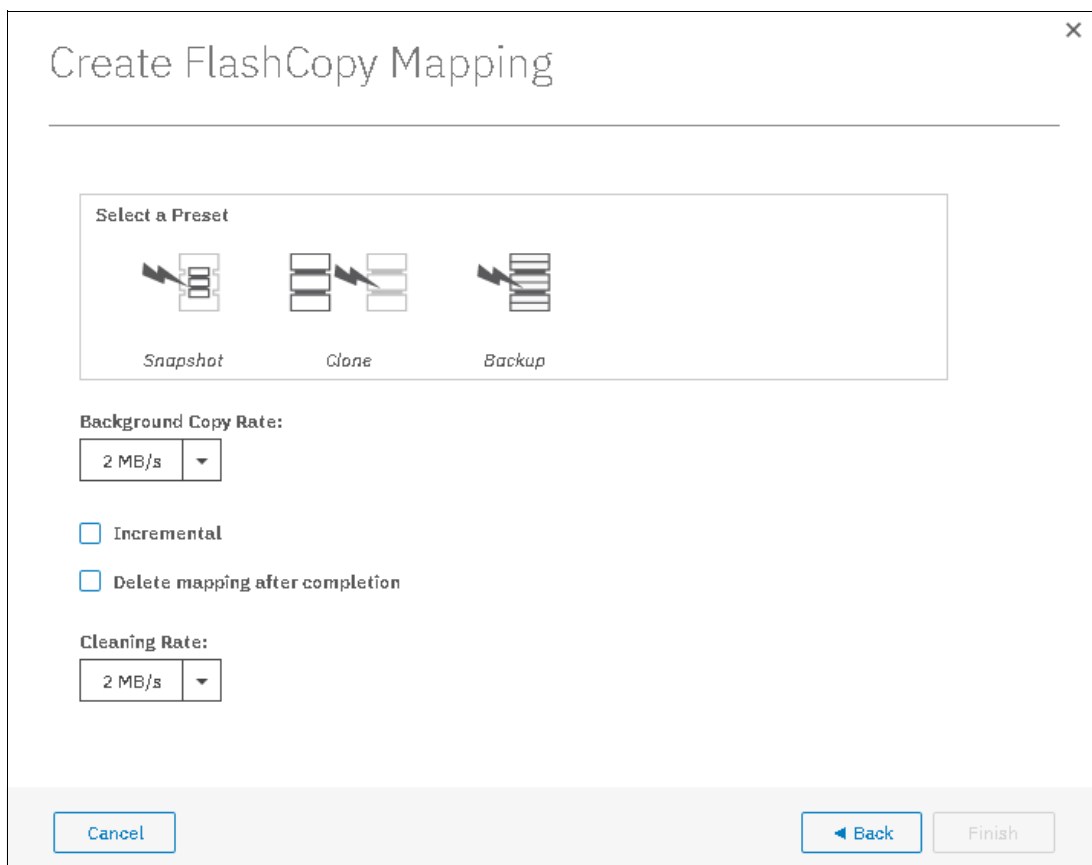 Create FlashCopy Mapping
Select a Preset
Snapshot Clone Backup
Background Copy Rate:
2 MB/s
Incremental
Delete mapping after completion
Cleaning Rate:
2 MB/s
Cancel Back Finish